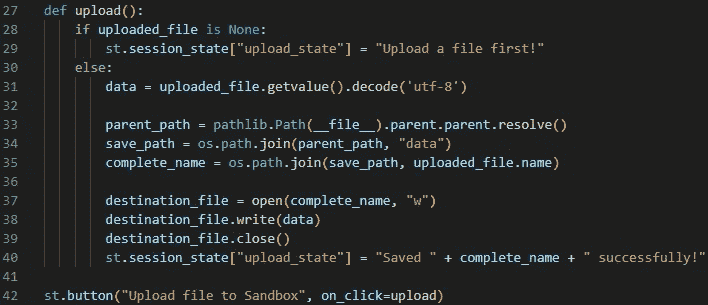 27 def upload():
28     if uploaded_file is None:
29         st.session_state["upload_state"] = "Upload a file first!"
30     else:
31         data = uploaded_file.getvalue().decode('utf-8')
32
33         parent_path = pathlib.Path(__file__).parent.parent.resolve()
34         save_path = os.path.join(parent_path, "data")
35         complete_name = os.path.join(save_path, uploaded_file.name)
36
37         destination_file = open(complete_name, "w")
38         destination_file.write(data)
39         destination_file.close()
40         st.session_state["upload_state"] = "Saved " + complete_name + " successfully!"
41
42 st.button("Upload file to Sandbox", on_click=upload)